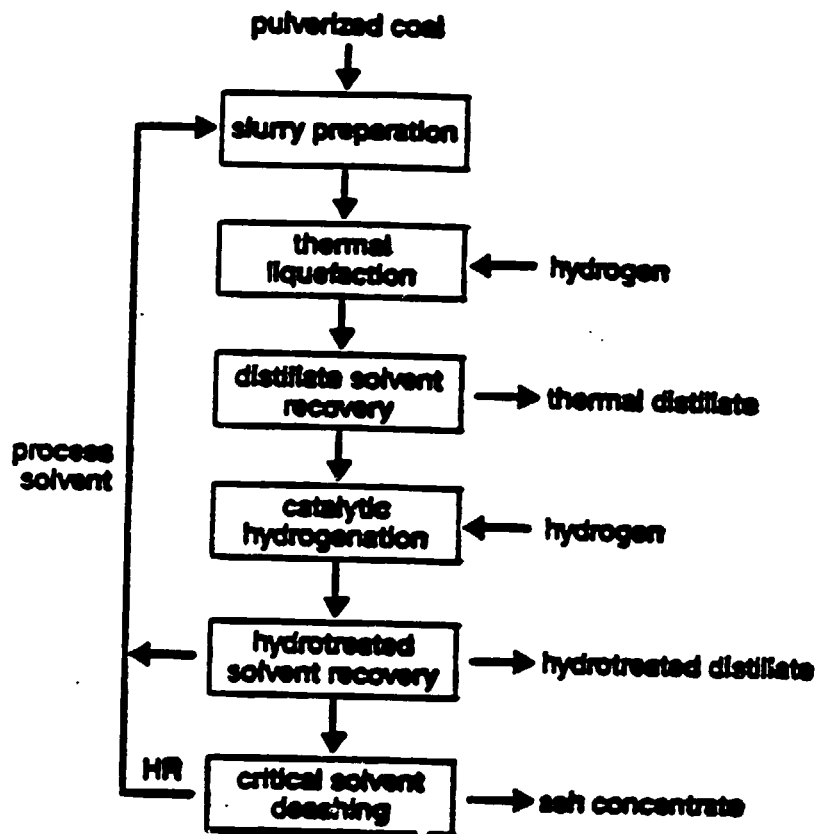 pulverized coal
slurry preparation
thermal
liquefaction
hydrogen
distillate solvent
recovery
thermal distillate
process
solvent
catalytic
hydrogenation
hydrogen
hydrotreated
solvent recovery
hydrotreated distillate
HR
critical solvent
deashing
ash concentrate